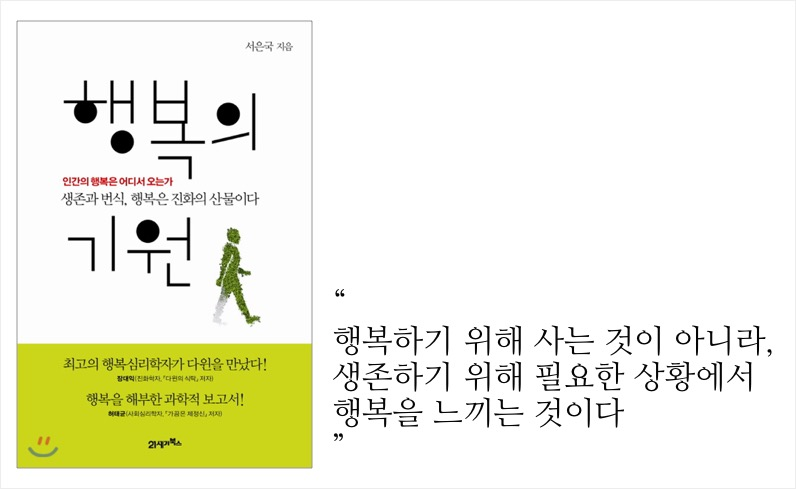 서은국 지음
행복의
인간의 행복은 어디서 오는가
생존과 번식, 행복은 진화의 산물이다
기원
최고의 행복심리학자가 다윈을 만났다!
장대익(진화학자, 『다윈의 식탁』 저자)
행복을 해부한 과학적 보고서!
허태균(사회심리학자, 『가끔은 제정신』 저자)
21세기북스
“
행복하기 위해 사는 것이 아니라,
생존하기 위해 필요한 상황에서
행복을 느끼는 것이다
”